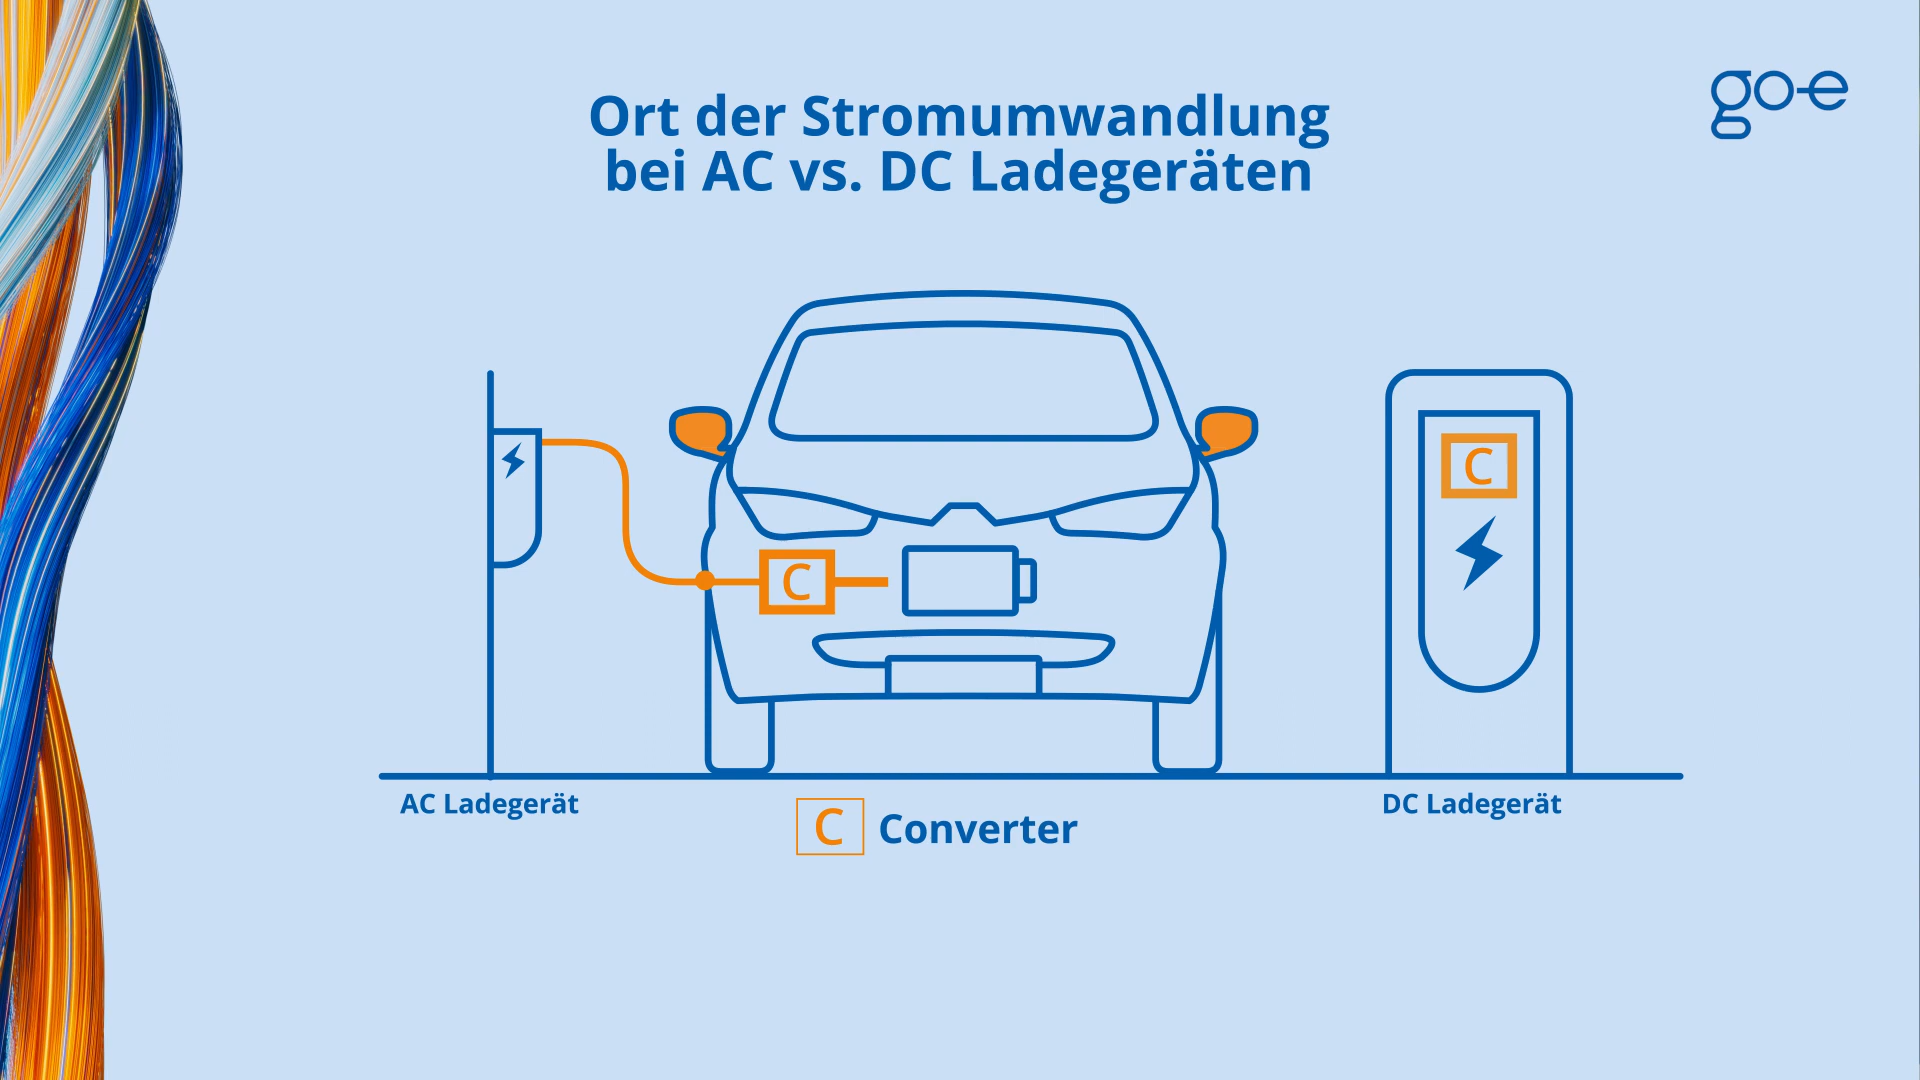 go-e
Ort der Stromumwandlung
bei AC vs. DC Ladegeräten
C
C
AC Ladegerät
DC Ladegerät
C Converter